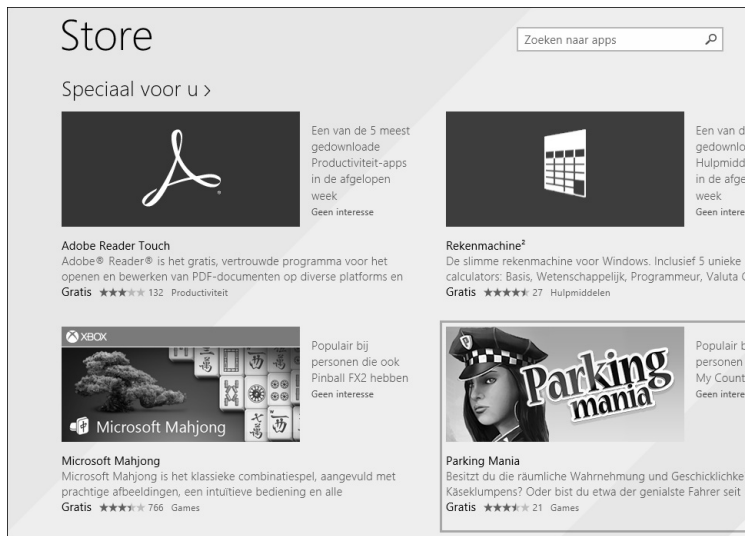 Store
Zoeken naar apps
Speciaal voor u >
Een van de 5 meest
gedownloade
Productiviteit-apps
in de afgelopen
week
Geen interesse
Adobe Reader Touch
Adobe® Reader® is het gratis, vertrouwde programma voor het
openen en bewerken van PDF-documenten op diverse platforms en
Gratis 132 Productiviteit
Een van d
gedownlo
Hulpmidd
in de afge
week
Geen intere
Rekenmachine²
De slimme rekenmachine voor Windows. Inclusief 5 unieke
calculators: Basis, Wetenschappelijk, Programmeur, Valuta
Gratis 27 Hulpmiddelen
XBOX
Microsoft Mahjong
Populair bij
personen die ook
Pinball FX2 hebben
Geen interesse
Microsoft Mahjong
Microsoft Mahjong is het klassieke combinatiespel, aangevuld met
prachtige afbeeldingen, een intuïtieve bediening en alle
Gratis 766 Games
Parking
mania
Populair b
personen
My Count
Geen intere
Parking Mania
Besitzt du die räumliche Wahrnehmung und Geschicklichke
Käseklumpens? Oder bist du etwa der genialste Fahrer seit
Gratis 21 Games